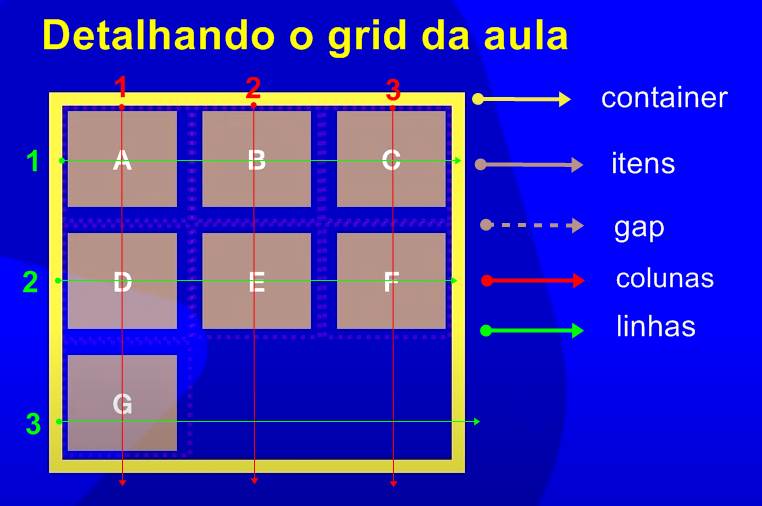 Detalhando o grid da aula
1 2 3
container
1 A B C
itens
gap
2 D E F
colunas
linhas
G
3